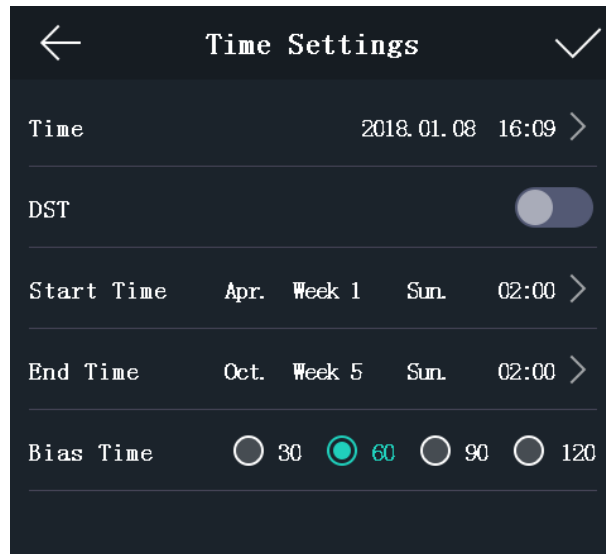 Time Settings
Time 2018.01.08 16:09
DST
Start Time Apr. Week 1 Sun. 02:00
End Time Oct. Week 5 Sun. 02:00
Bias Time 30 60 90 120